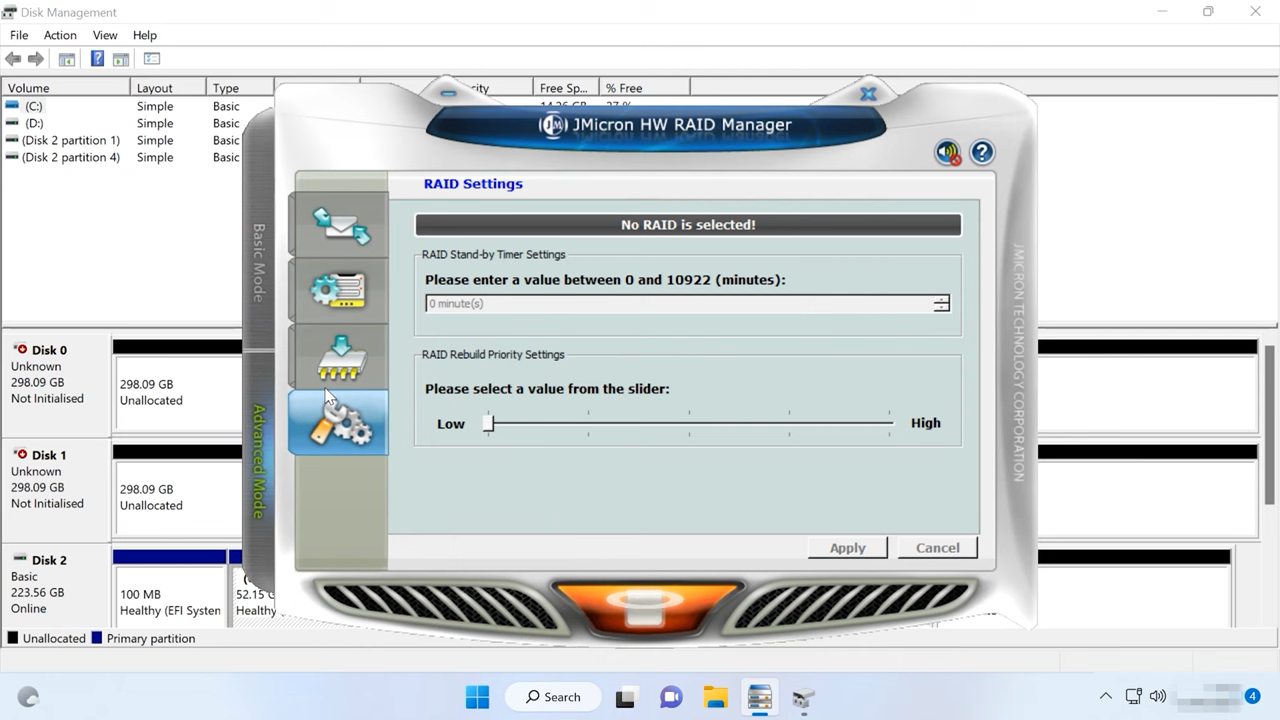 Disk Management
File Action View Help
Volume Layout Type city Free Sp... % Free
(C:) Simple Basic
(D:) Simple Basic
(Disk 2 partition 1) Simple Basic
(Disk 2 partition 4) Simple Basic
JMicron HW RAID Manager
Basic Mode
Advanced Mode
JMICRON TECHNOLOGY CORPORATION
RAID Settings
No RAID is selected!
RAID Stand-by Timer Settings
Please enter a value between 0 and 10922 (minutes):
0 minute(s)
RAID Rebuild Priority Settings
Please select a value from the slider:
Low High
Apply Cancel
Disk 0
Unknown
298.09 GB
Not Initialised
298.09 GB
Unallocated
Disk 1
Unknown
298.09 GB
Not Initialised
298.09 GB
Unallocated
Disk 2
Basic
223.56 GB
Online
100 MB
Healthy (EFI System
52.15 G
Healthy
Unallocated Primary partition
Search
4